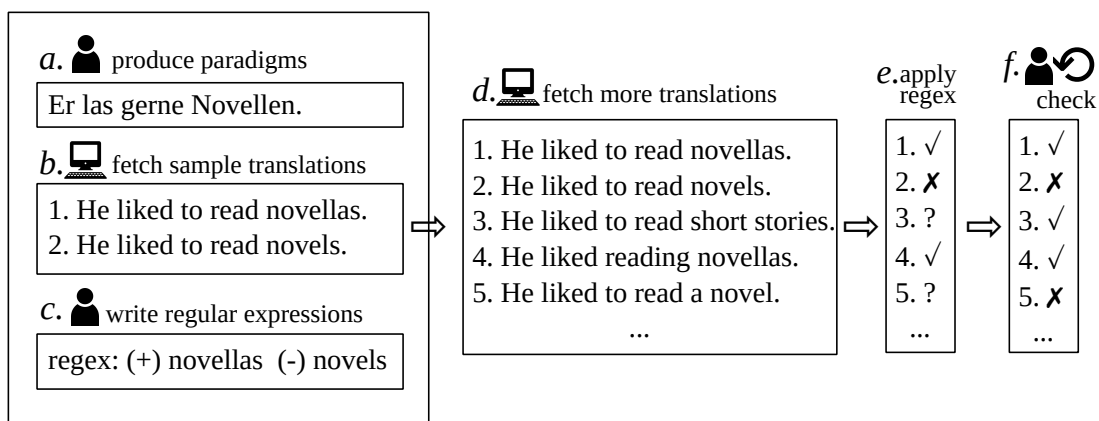 a. produce paradigms
Er las gerne Novellen.
b. fetch sample translations
1. He liked to read novellas.
2. He liked to read novels.
c. write regular expressions
regex: (+) novellas (-) novels
d. fetch more translations
1. He liked to read novellas.
2. He liked to read novels.
3. He liked to read short stories.
4. He liked reading novellas.
5. He liked to read a novel.
...
e. apply
regex
1. √
2. ✗
3. ?
4. √
5. ?
...
f.
check
1. √
2. ✗
3. √
4. √
5. ✗
...